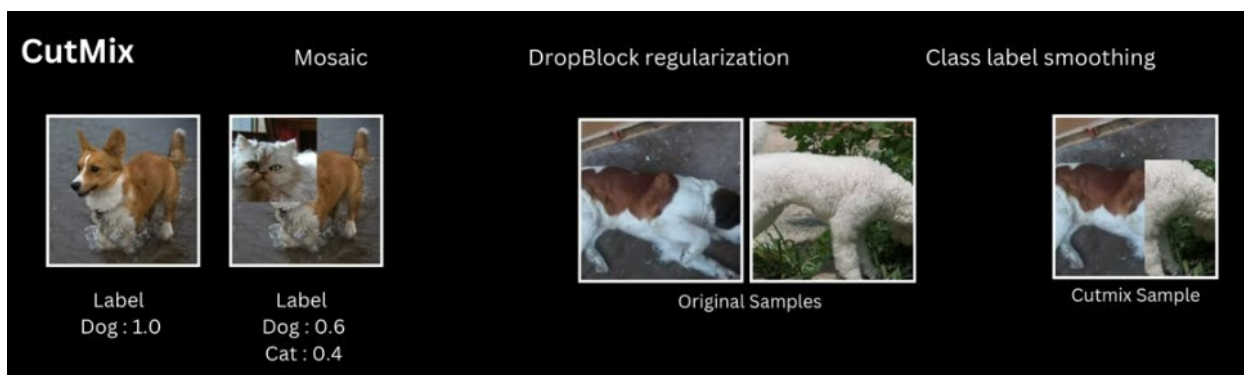 CutMix
Mosaic
DropBlock regularization
Class label smoothing
Label
Dog : 1.0
Label
Dog : 0.6
Cat : 0.4
Original Samples
Cutmix Sample